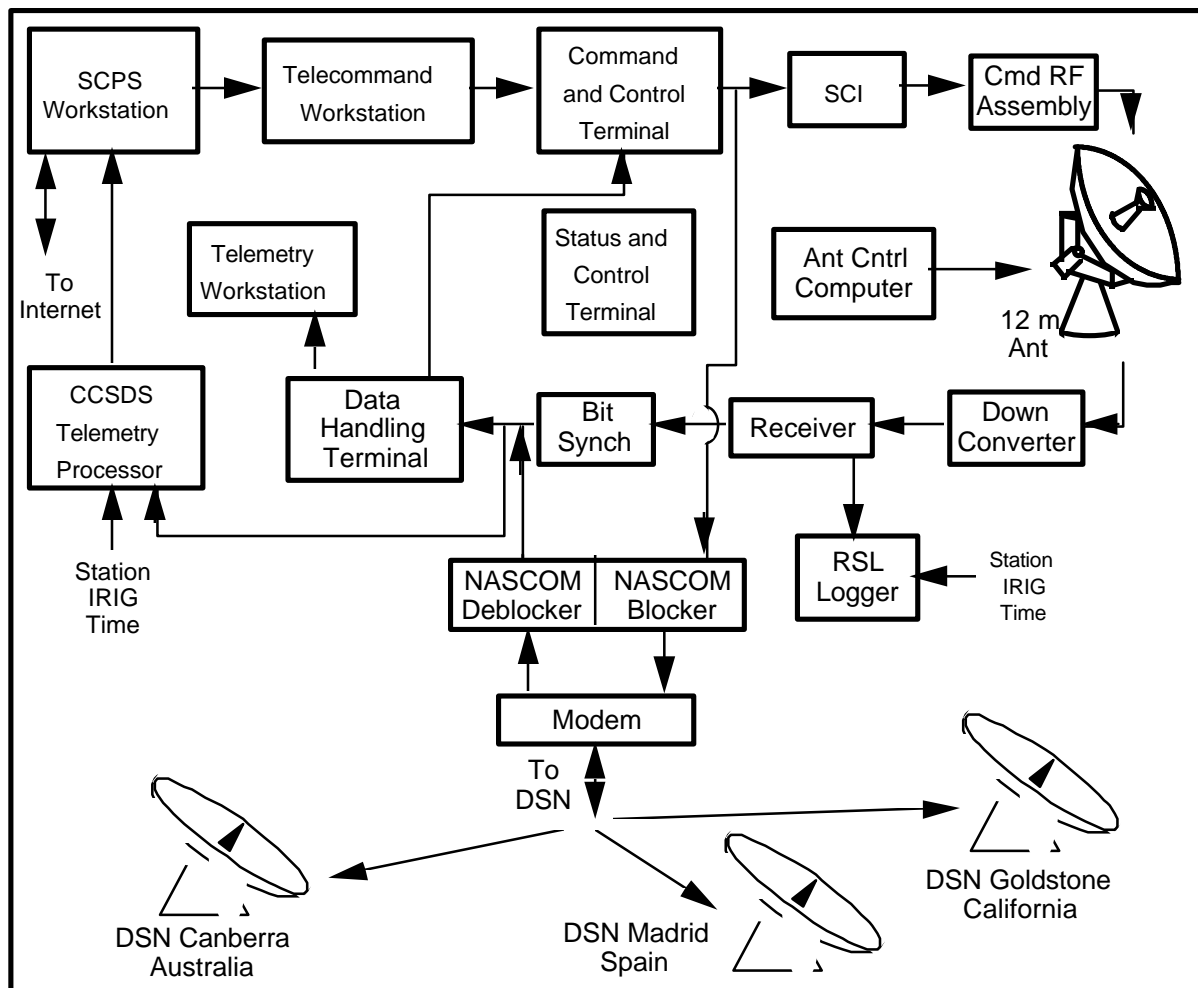 SCPS
Workstation
Telecommand
Workstation
Command
and Control
Terminal
SCI
Cmd RF
Assembly
To
Internet
Telemetry
Workstation
Status and
Control
Terminal
Ant Cntrl
Computer
12 m
Ant
CCSDS
Telemetry
Processor
Data
Handling
Terminal
Bit
Synch
Receiver
Down
Converter
Station
IRIG
Time
NASCOM
Deblocker
NASCOM
Blocker
RSL
Logger
Station
IRIG
Time
Modem
To
DSN
DSN Canberra
Australia
DSN Madrid
Spain
DSN Goldstone
California